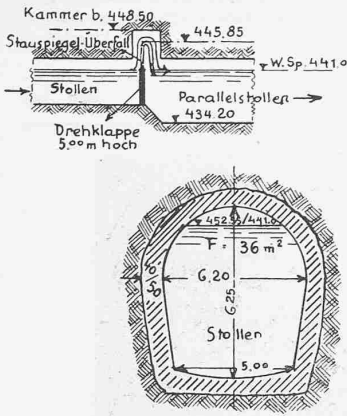 Kammer b. 448.50
445.85
Stauspiegel-Überfall
W.Sp. 441.0
Stollen
Parallelstollen
434.20
Drehklappe
5.00 m hoch
F = 36 m²
6.20
6.25
Stollen
5.00